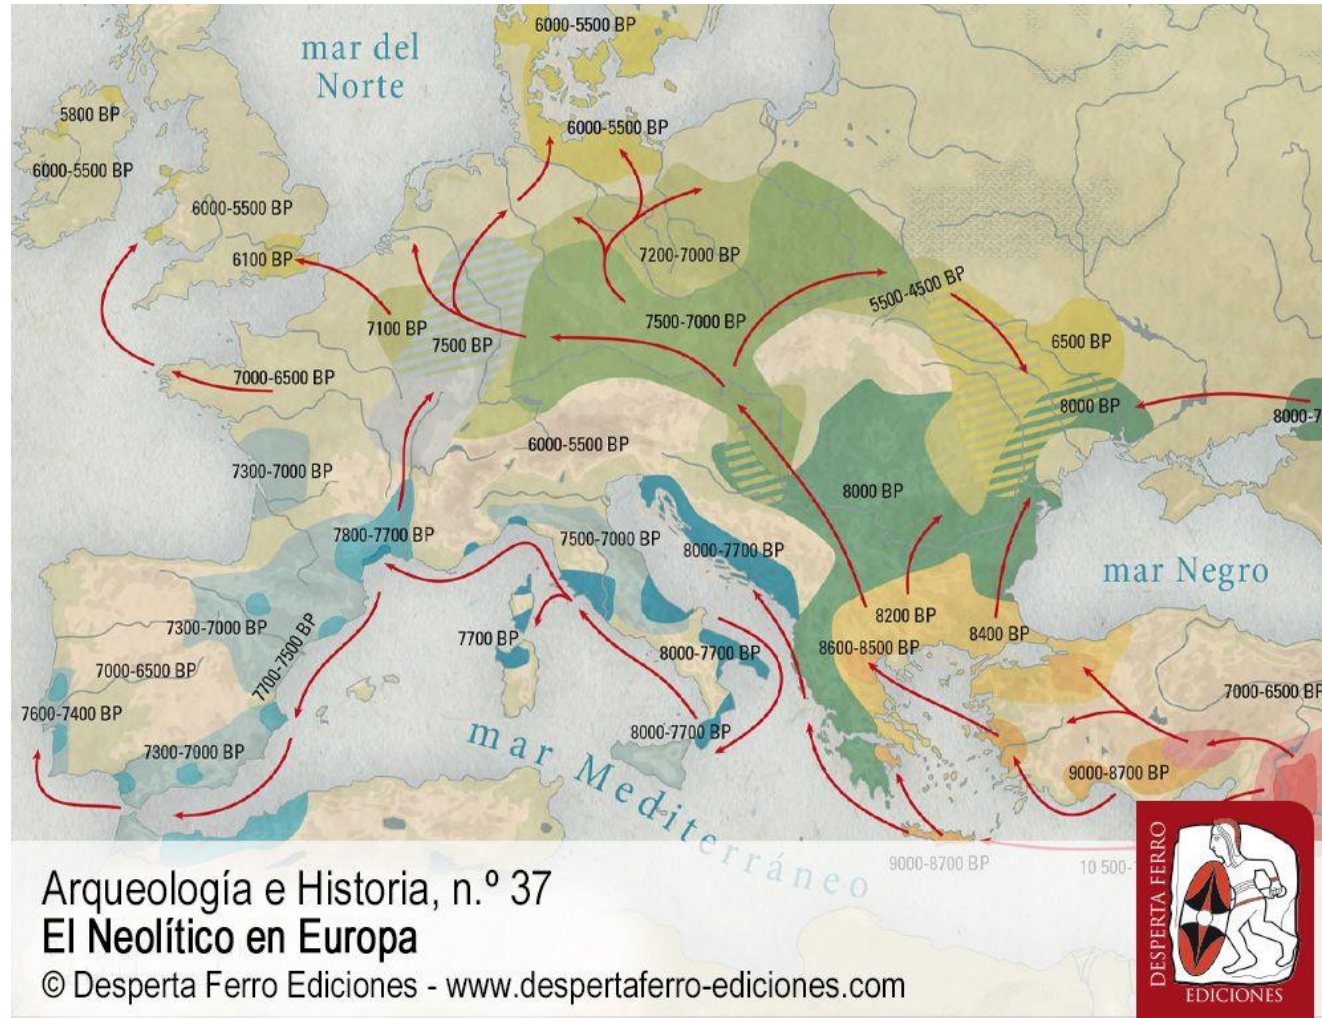 6000-5500 BP
mar del
Norte
5800 BP
6000-5500 BP
6000-5500 BP
6000-5500 BP
6100 BP
7200-7000 BP
5500-4500 BP
7100 BP
7500 BP
7500-7000 BP
6500 BP
7000-6500 BP
8000 BP
8000-7
6000-5500 BP
7300-7000 BP
8000 BP
7800-7700 BP
7500-7000 BP
8000-7700 BP
mar Negro
7300-7000 BP
7700-7500 BP
7700 BP
8200 BP
8400 BP
8000-7700 BP
8600-8500 BP
7000-6500 BP
7000-6500 BP
7600-7400 BP
8000-7700 BP
mar Mediterráneo
7300-7000 BP
9000-8700 BP
9000-8700 BP
10 500-
Arqueología e Historia, n.º 37
El Neolítico en Europa
© Desperta Ferro Ediciones - www.despertaferro-ediciones.com
DESPERTA FERRO
EDICIONES